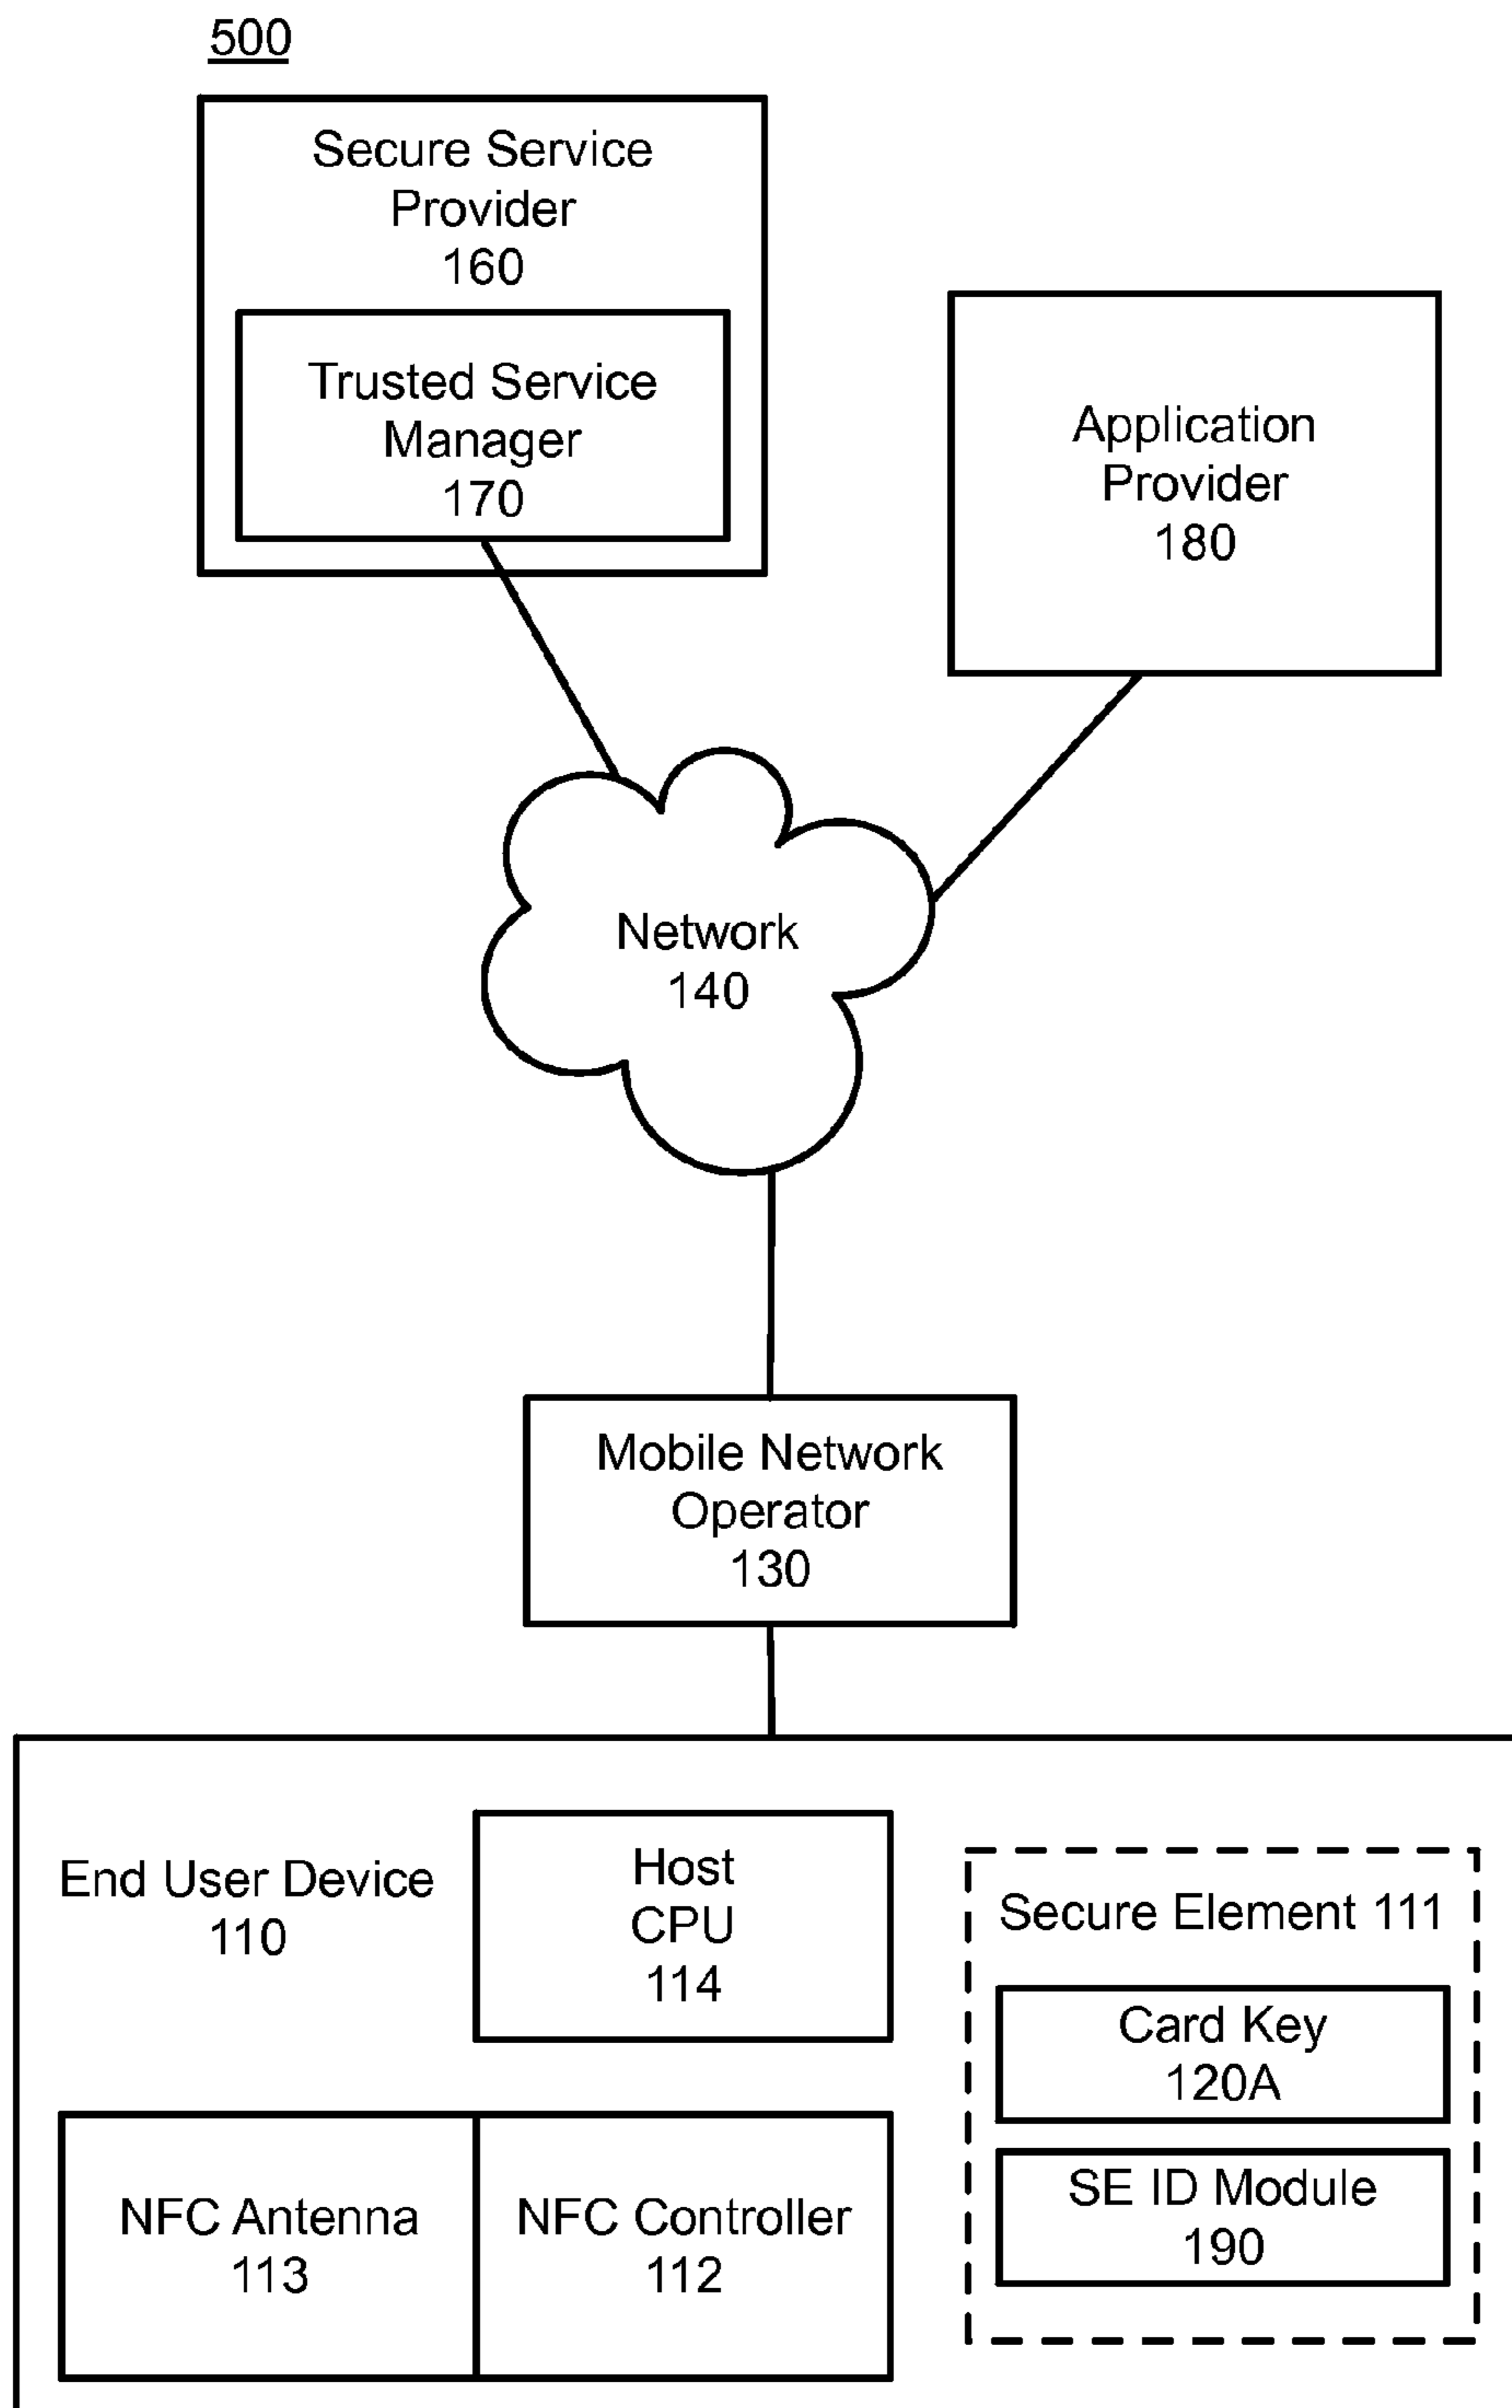 500
Secure Service
Provider
160
Trusted Service
Manager
170
Application
Provider
180
Network
140
Mobile Network
Operator
130
End User Device
110
Host
CPU
114
Secure Element 111
Card Key
120A
SE ID Module
190
NFC Antenna
113
NFC Controller
112